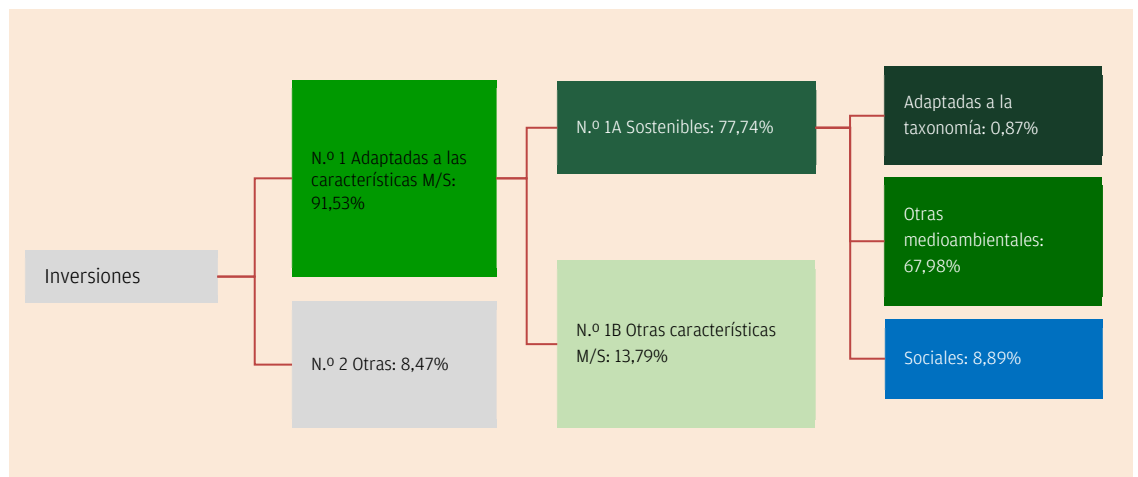 Inversiones
N.º 1 Adaptadas a las
características M/S:
91,53%
N.º 2 Otras: 8,47%
N.º 1A Sostenibles: 77,74%
N.º 1B Otras características
M/S: 13,79%
Adaptadas a la
taxonomía: 0,87%
Otras
medioambientales:
67,98%
Sociales: 8,89%